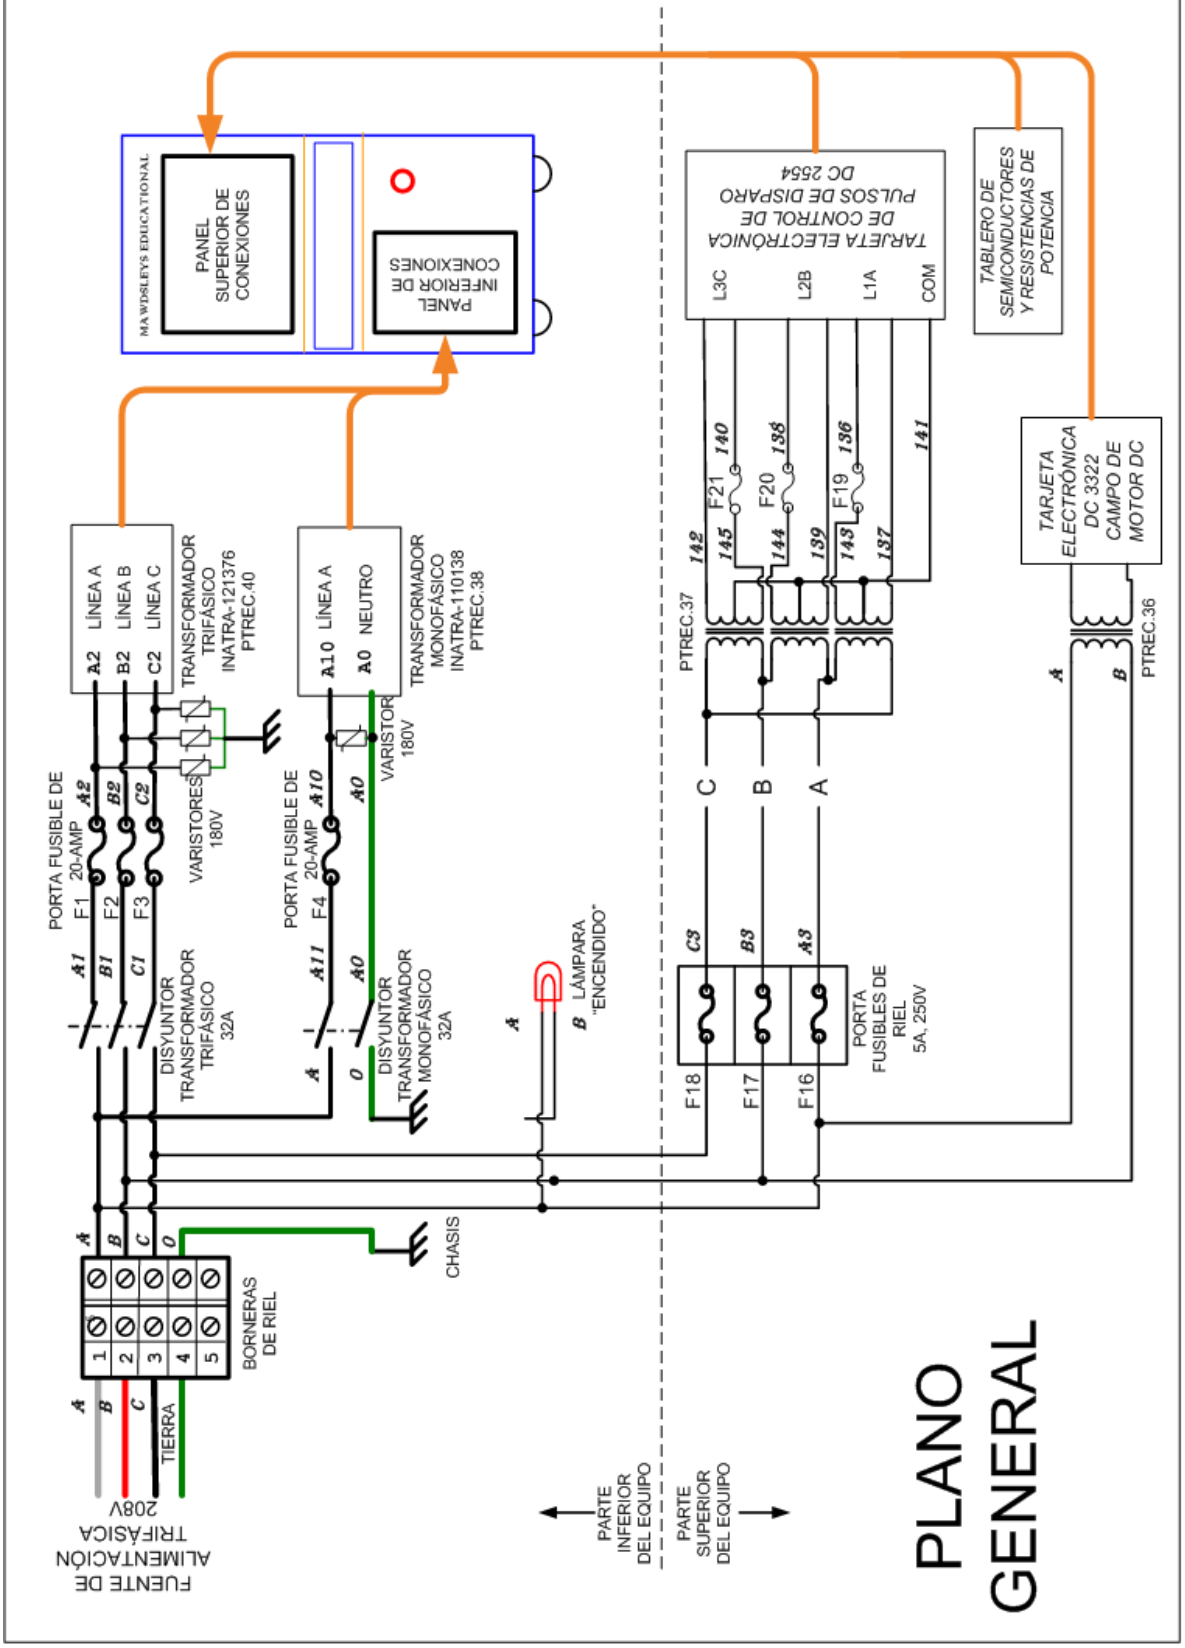 FUENTE DE
ALIMENTACIÓN
TRIFÁSICA
208V
A
B
C
TIERRA
1
2
3
4
5
BORNERAS
DE RIEL
A
B
C
O
CHASIS
DISYUNTOR
TRANSFORMADOR
TRIFÁSICO
32A
A1
B1
C1
F1
F2
F3
PORTA FUSIBLE DE
20-AMP
A2
B2
C2
VARISTORES
180V
A2 LÍNEA A
B2 LÍNEA B
C2 LÍNEA C
TRANSFORMADOR
TRIFÁSICO
INATRA-121376
PTREC.40
A
O
DISYUNTOR
TRANSFORMADOR
MONOFÁSICO
32A
A11
A0
F4
PORTA FUSIBLE DE
20-AMP
A10
A0
VARISTOR
180V
A10 LÍNEA A
A0 NEUTRO
TRANSFORMADOR
MONOFÁSICO
INATRA-110138
PTREC.38
MAWDSLEYS EDUCATIONAL
PANEL
SUPERIOR DE
CONEXIONES
PANEL
INFERIOR DE
CONEXIONES
A
B
LÁMPARA
"ENCENDIDO"
PARTE
INFERIOR
DEL EQUIPO
PARTE
SUPERIOR
DEL EQUIPO
F18
F17
F16
PORTA
FUSIBLES DE
RIEL
5A, 250V
C3
B3
A3
C
B
A
PTREC.37
142
145
144
139
143
137
F21
F20
F19
140
138
136
141
L3C
L2B
L1A
COM
TARJETA ELECTRÓNICA
DE CONTROL DE
PULSOS DE DISPARO
DC 2554
A
B
PTREC.36
TARJETA
ELECTRÓNICA
DC 3322
CAMPO DE
MOTOR DC
TABLERO DE
SEMICONDUCTORES
Y RESISTENCIAS DE
POTENCIA
PLANO
GENERAL